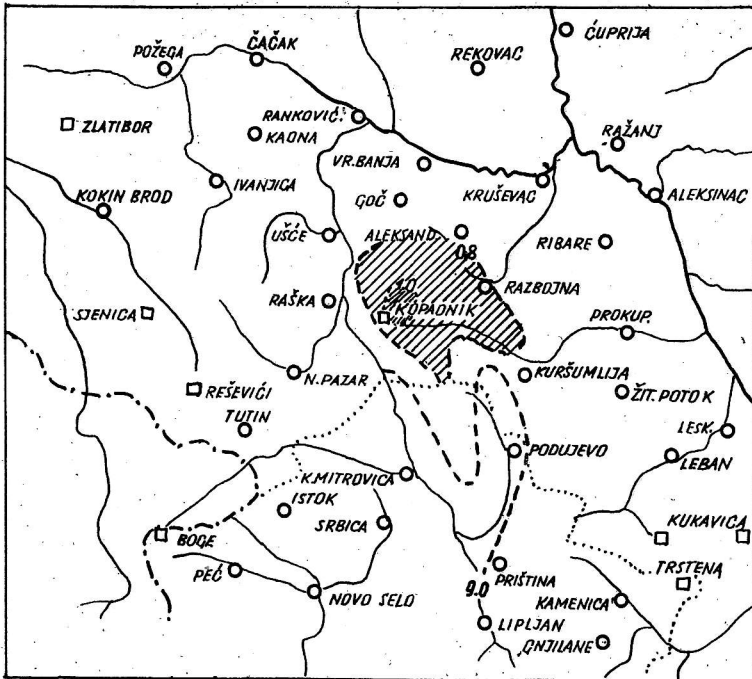 ĆUPRIJA
ČAČAK
POŽEGA
REKOVAC
RANKOVIĆ.
ZLATIBOR
KAONA
RAŽANJ
VR.BANJA
IVANJICA
KRUŠEVAC
ALEKSINAC
KOKIN BROD
GOČ
UŠĆE
ALEKSAND.
RIBARE
0.8
1.0
RAZBOJNA
RAŠKA
KOPAONIK
SJENICA
PROKUP.
N.PAZAR
KURŠUMLIJA
REŠEVIĆI
ŽIT.POTOK
TUTIN
LESK.
PODUJEVO
LEBAN
K.MITROVICA
ISTOK
SRBICA
KUKAVICA
BOGE
PEĆ
PRIŠTINA
TRSTENA
9.0
NOVO SELO
KAMENICA
LIPLJAN
GNJILANE